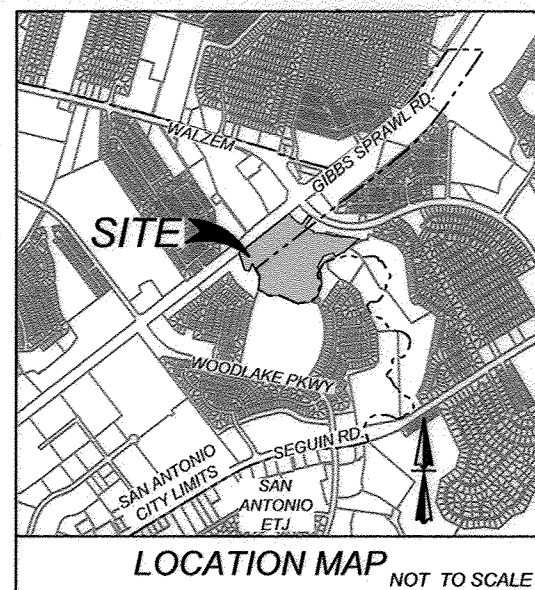 WALZEM
GIBBS SPRAWL RD.
SITE
WOODLAKE PKWY
SEGUIN RD.
SAN ANTONIO
CITY LIMITS
SAN
ANTONIO
ETJ
LOCATION MAP
NOT TO SCALE